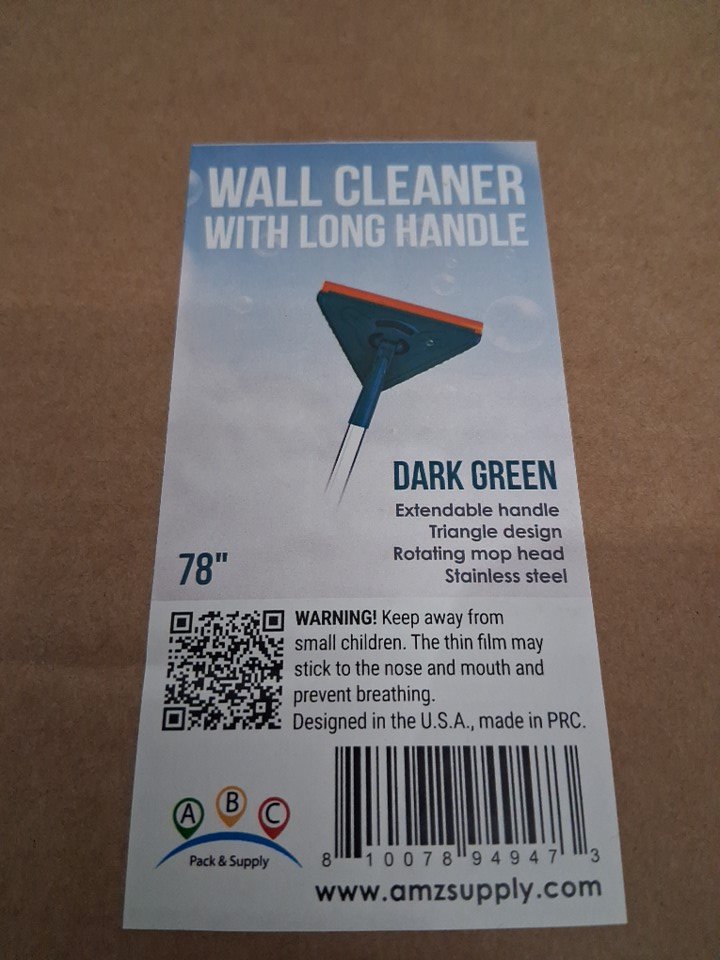 WALL CLEANER
WITH LONG HANDLE
DARK GREEN
Extendable handle
Triangle design
Rotating mop head
Stainless steel
78"
WARNING! Keep away from
small children. The thin film may
stick to the nose and mouth and
prevent breathing.
Designed in the U.S.A., made in PRC.
A B C
Pack & Supply
8 10078 94947 3
www.amzsupply.com